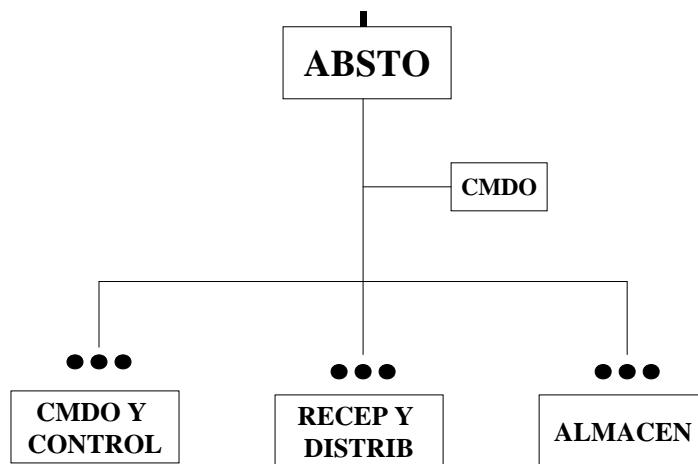 ABSTO
CMDO
CMDO Y
CONTROL
RECEP Y
DISTRIB
ALMACEN